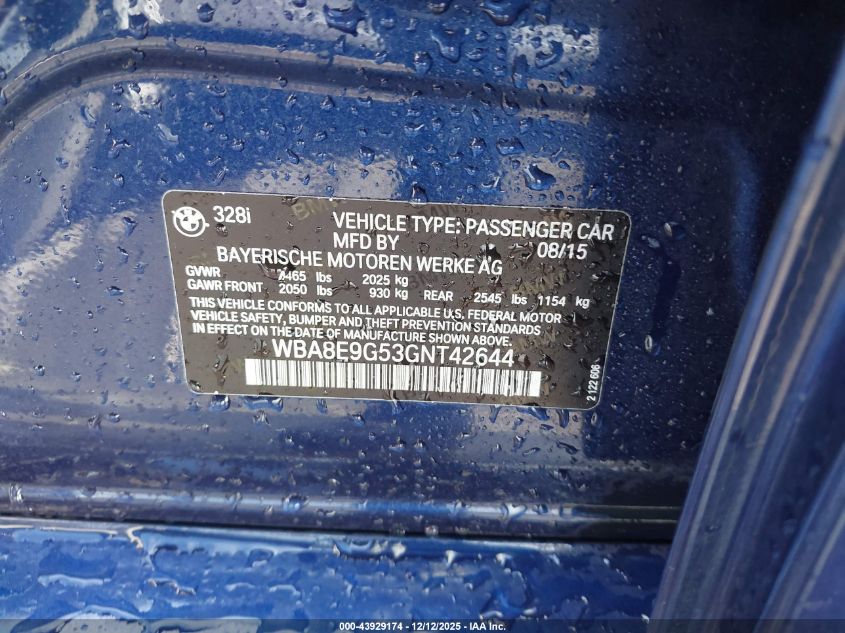 328i
VEHICLE TYPE: PASSENGER CAR
MFD BY 08/15
BAYERISCHE MOTOREN WERKE AG
GVWR 4465 lbs 2025 kg
GAWR FRONT 2050 lbs 930 kg REAR 2545 lbs 1154 kg
THIS VEHICLE CONFORMS TO ALL APPLICABLE U.S. FEDERAL MOTOR
VEHICLE SAFETY, BUMPER AND THEFT PREVENTION STANDARDS
IN EFFECT ON THE DATE OF MANUFACTURE SHOWN ABOVE.
WBA8E9G53GNT42644
2 122 606
000-43929174 • 12/12/2025 - IAA Inc.